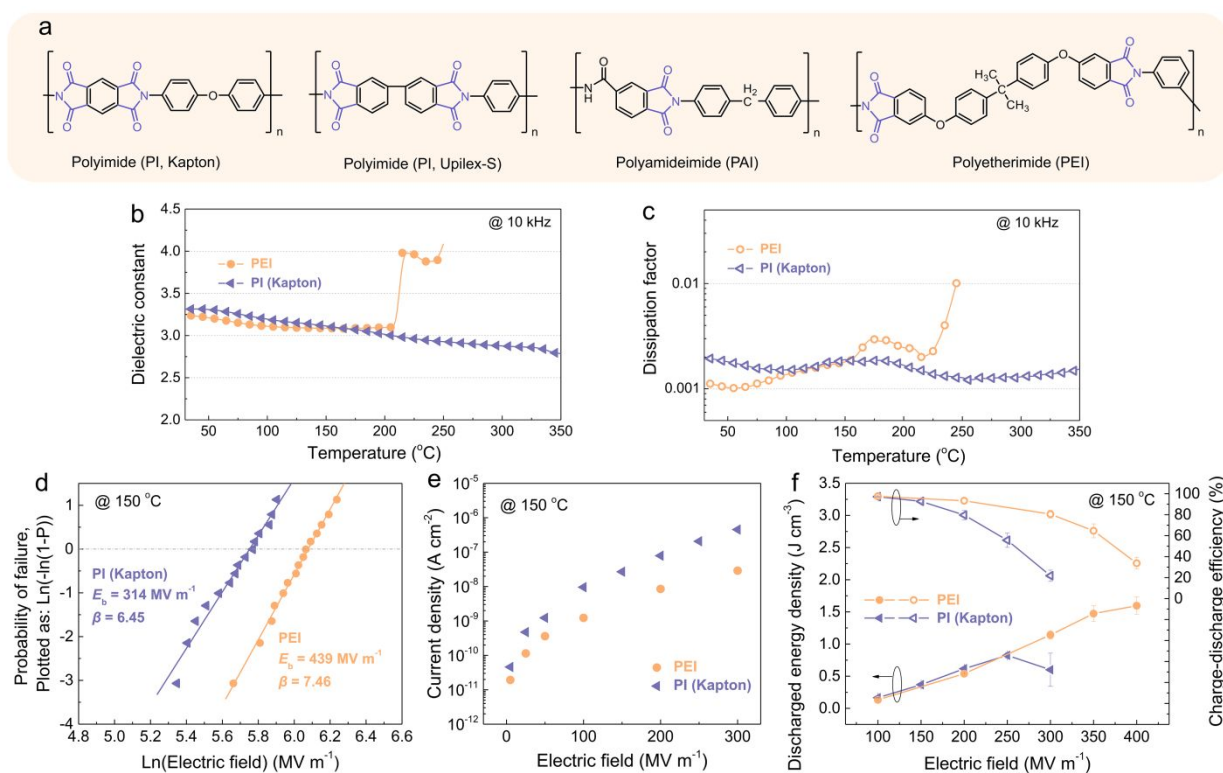 a
O
O
N
O
O
N
O
n
Polyimide (PI, Kapton)
O
O
N
O
O
N
n
Polyimide (PI, Upilex-S)
N
H
O
O
N
O
H2
C
n
Polyamideimide (PAI)
N
O
O
O
CH3
CH3
O
O
N
O
n
Polyetherimide (PEI)
b
@ 10 kHz
PEI
PI (Kapton)
Dielectric constant
4.5
4.0
3.5
3.0
2.5
2.0
50 100 150 200 250 300 350
Temperature (°C)
c
@ 10 kHz
PEI
PI (Kapton)
Dissipation factor
0.01
0.001
50 100 150 200 250 300 350
Temperature (°C)
d
@ 150 °C
Probability of failure,
Plotted as: Ln(-ln(1-P))
1
0
-1
-2
-3
-4
PI (Kapton)
Eb = 314 MV m-1
β = 6.45
PEI
Eb = 439 MV m-1
β = 7.46
4.8 5.0 5.2 5.4 5.6 5.8 6.0 6.2 6.4 6.6
Ln(Electric field) (MV m-1)
e
@ 150 °C
Current density (A cm-2)
10-5
10-6
10-7
10-8
10-9
10-10
10-11
10-12
PEI
PI (Kapton)
0 50 100 150 200 250 300
Electric field (MV m-1)
f
@ 150 °C
Discharged energy density (J cm-3)
3.5
3.0
2.5
2.0
1.5
1.0
0.5
0.0
PEI
PI (Kapton)
100
80
60
40
20
0
Charge-discharge efficiency (%)
100 150 200 250 300 350 400
Electric field (MV m-1)